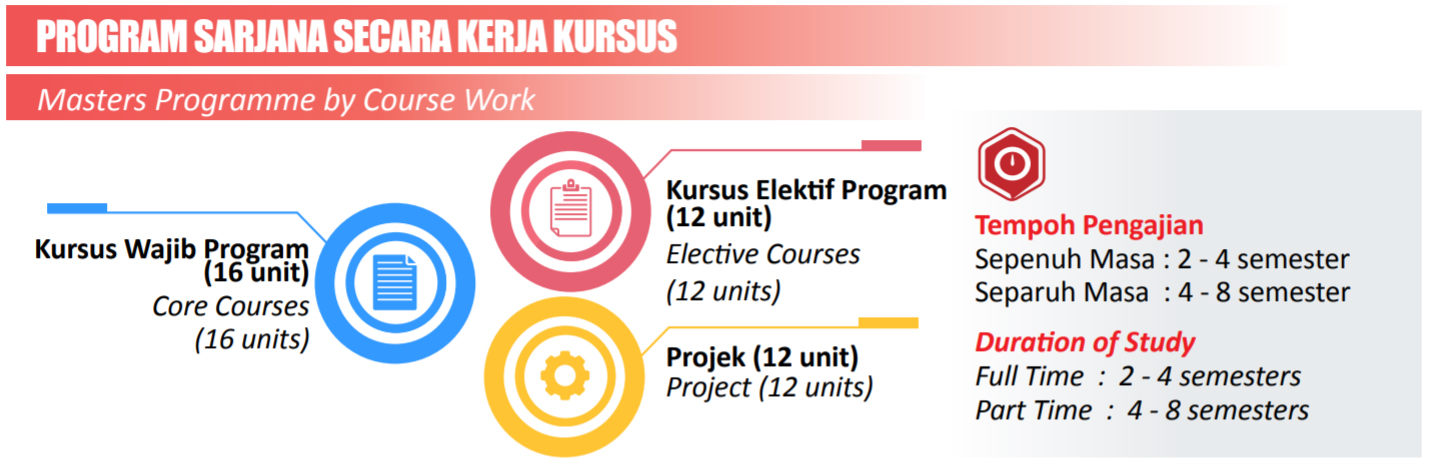 PROGRAM SARJANA SECARA KERJA KURSUS
Masters Programme by Course Work
Kursus Wajib Program
(16 unit)
Core Courses
(16 units)
Kursus Elektif Program
(12 unit)
Elective Courses
(12 units)
Projek (12 unit)
Project (12 units)
Tempoh Pengajian
Sepenuh Masa : 2 - 4 semester
Separuh Masa : 4 - 8 semester
Duration of Study
Full Time : 2 - 4 semesters
Part Time : 4 - 8 semesters